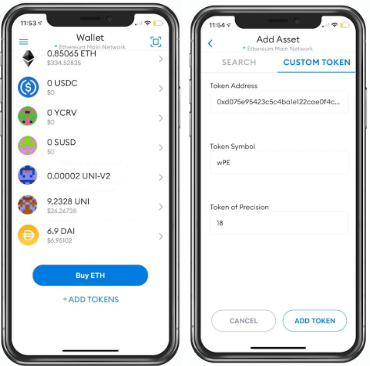 11:53
Wallet
Ethereum Main Network
0.85065 ETH
$334.52835
0 USDC
$0
0 YCRV
$0
0 SUSD
$0
0.00002 UNI-V2
9.2328 UNI
$26.26738
6.9 DAI
$6.95102
Buy ETH
+ ADD TOKENS
11:54
Add Asset
Ethereum Main Network
SEARCH
CUSTOM TOKEN
Token Address
Token Symbol
wPE
Token of Precision
18
CANCEL
ADD TOKEN